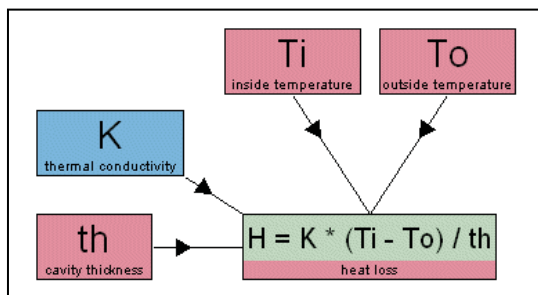 Ti
inside temperature
To
outside temperature
K
thermal conductivity
th
cavity thickness
H = K * (Ti - To) / th
heat loss